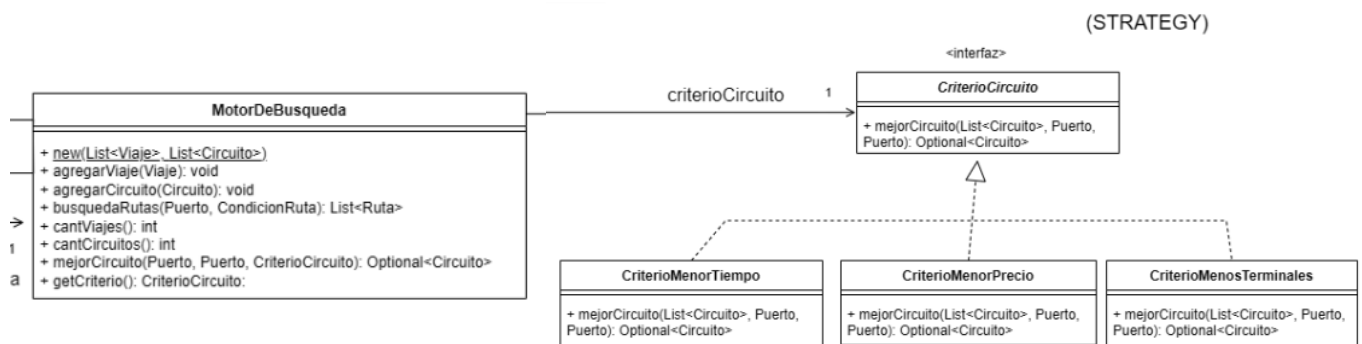 (STRATEGY)
<interfaz>
criterioCircuito
1
CriterioCircuito
+ mejorCircuito(List<Circuito>, Puerto,
Puerto): Optional<Circuito>
MotorDeBusqueda
+ new(List<Viaje>, List<Circuito>)
+ agregarViaje(Viaje): void
+ agregarCircuito(Circuito): void
+ busquedaRutas(Puerto, CondicionRuta): List<Ruta>
+ cantViajes(): int
+ cantCircuitos(): int
+ mejorCircuito(Puerto, Puerto, CriterioCircuito): Optional<Circuito>
+ getCriterio(): CriterioCircuito:
1
a
CriterioMenorTiempo
+ mejorCircuito(List<Circuito>, Puerto,
Puerto): Optional<Circuito>
CriterioMenorPrecio
+ mejorCircuito(List<Circuito>, Puerto,
Puerto): Optional<Circuito>
CriterioMenosTerminales
+ mejorCircuito(List<Circuito>, Puerto,
Puerto): Optional<Circuito>